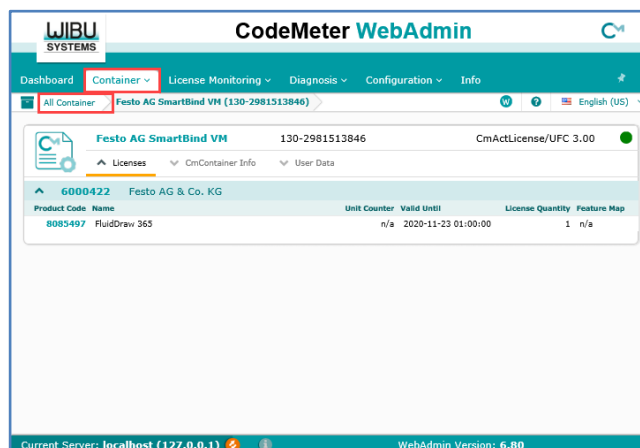 WIBU
SYSTEMS
CodeMeter WebAdmin
Dashboard Container License Monitoring Diagnosis Configuration Info
All Container Festo AG SmartBind VM (130-2981513846) W ? English (US)
Festo AG SmartBind VM 130-2981513846 CmActLicense/UFC 3.00
Licenses CmContainer Info User Data
6000422 Festo AG & Co. KG
Product Code Name Unit Counter Valid Until License Quantity Feature Map
8085497 FluidDraw 365 n/a 2020-11-23 01:00:00 1 n/a
Current Server: localhost (127.0.0.1) i WebAdmin Version: 6.80